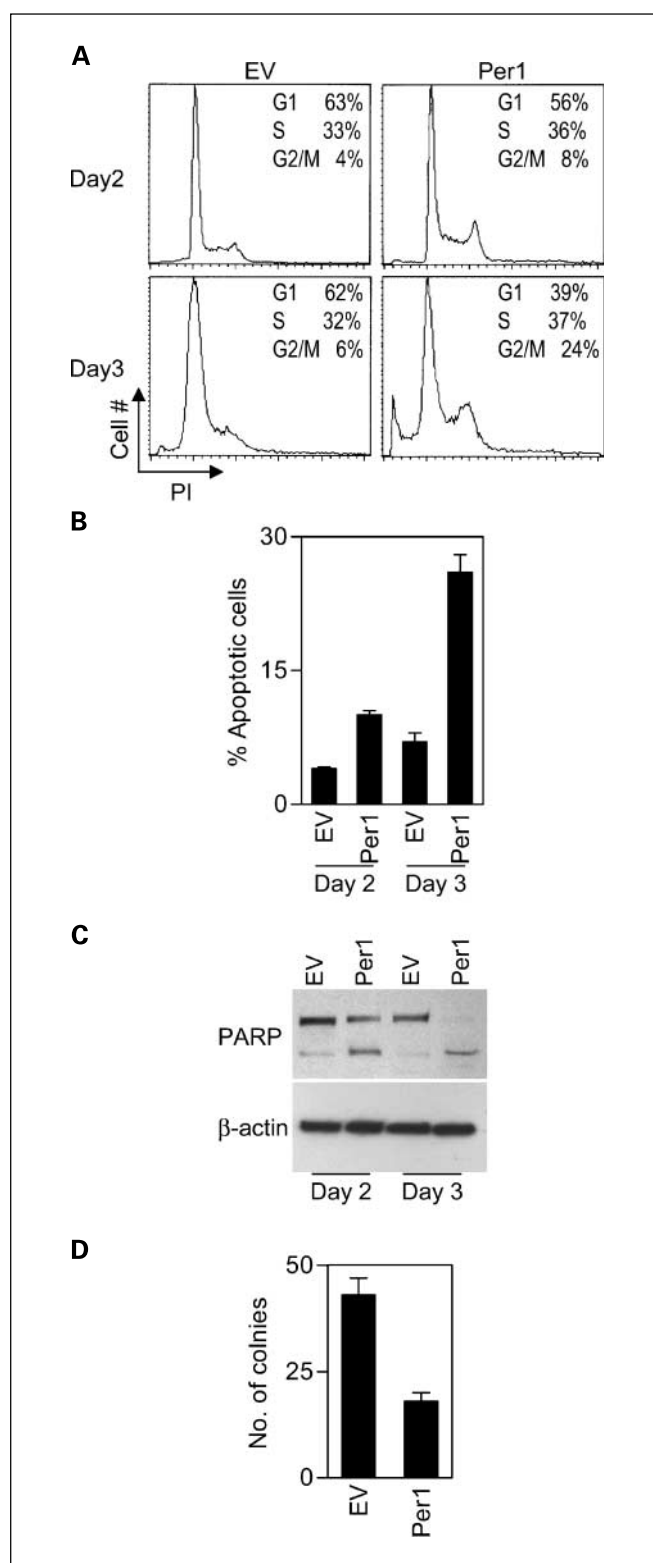 A
EV Per1
Day2
G1 63%
S 33%
G2/M 4%
G1 56%
S 36%
G2/M 8%
Day3
G1 62%
S 32%
G2/M 6%
G1 39%
S 37%
G2/M 24%
Cell #
PI
B
% Apoptotic cells
30
15
0
EV Per1 EV Per1
Day 2 Day 3
C
EV Per1 EV Per1
PARP
β-actin
Day 2 Day 3
D
No. of colnies
50
25
0
EV Per1